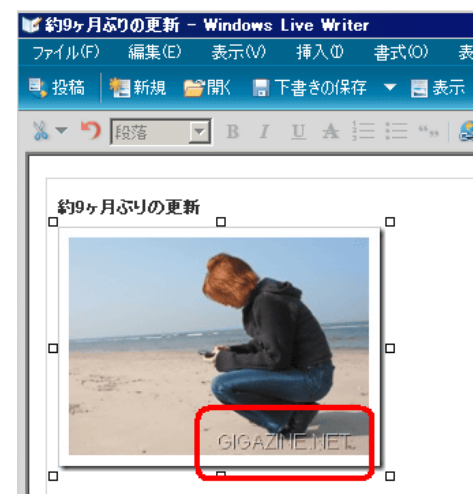 約9ヶ月ぶりの更新 - Windows Live Writer
ファイル(F) 編集(E) 表示(V) 挿入(I) 書式(O) 表
投稿 新規 開く 下書きの保存 表示
段落 B I U A
約9ヶ月ぶりの更新
GIGAZINE.NET